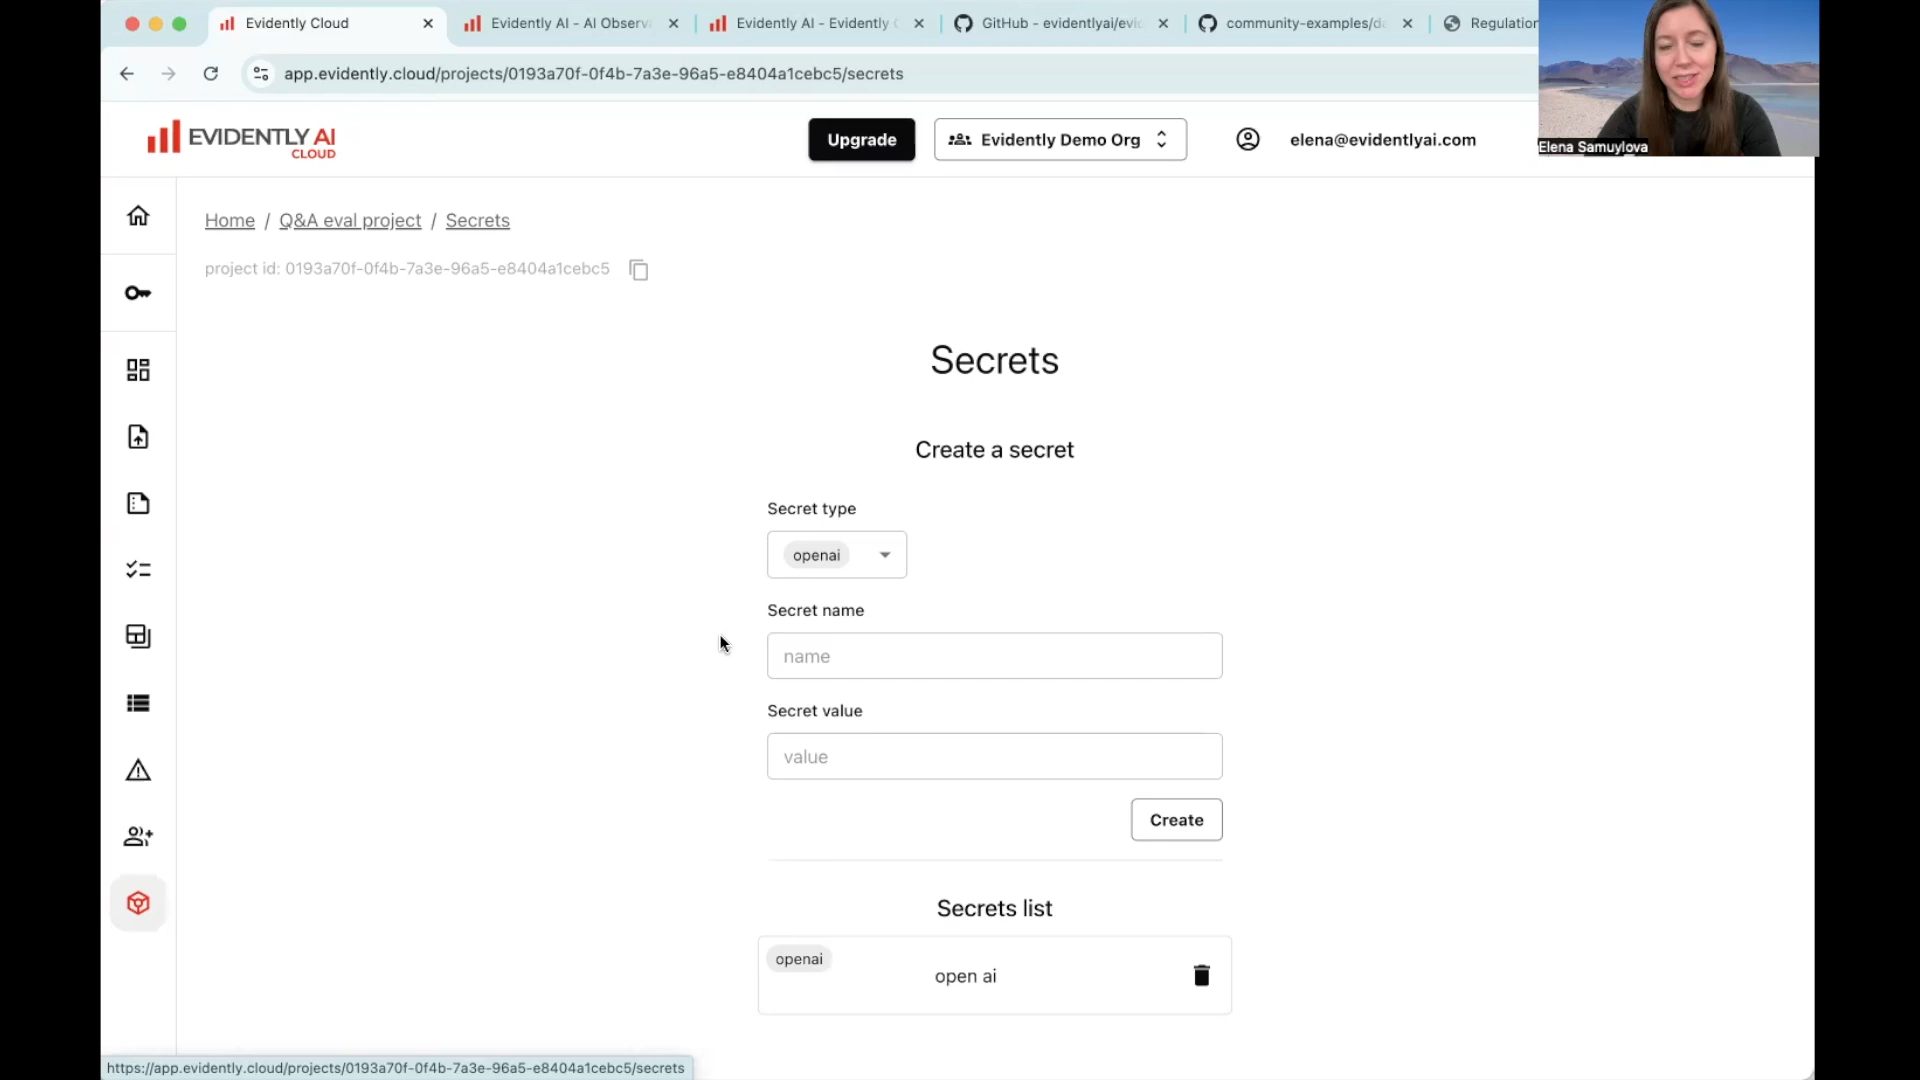 Evidently Cloud
Evidently AI - AI Observ
Evidently AI - Evidently
GitHub - evidentlyai/evi
community-examples/d
Regulation
app.evidently.cloud/projects/0193a70f-0f4b-7a3e-96a5-e8404a1cebc5/secrets
EVIDENTLY AI
CLOUD
Upgrade
Evidently Demo Org
elena@evidentlyai.com
Elena Samuylova
Home / Q&A eval project / Secrets
project id: 0193a70f-0f4b-7a3e-96a5-e8404a1cebc5
Secrets
Create a secret
Secret type
openai
Secret name
name
Secret value
value
Create
Secrets list
openai
open ai
https://app.evidently.cloud/projects/0193a70f-0f4b-7a3e-96a5-e8404a1cebc5/secrets